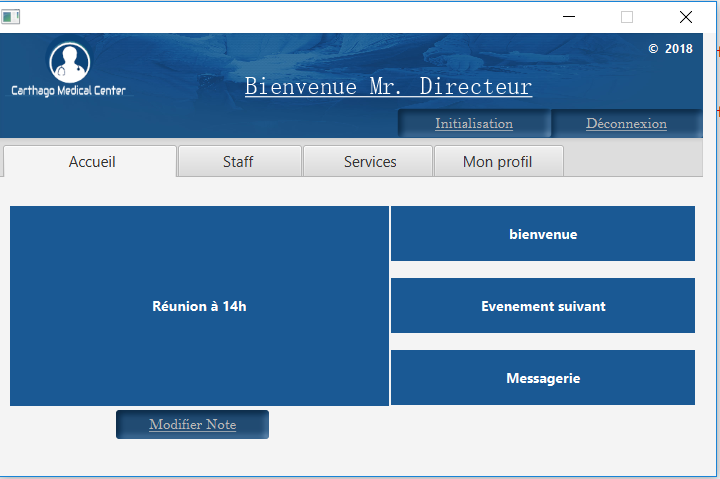 © 2018
Carthago Medical Center
Bienvenue Mr. Directeur
Initialisation
Déconnexion
Accueil
Staff
Services
Mon profil
Réunion à 14h
bienvenue
Evenement suivant
Messagerie
Modifier Note